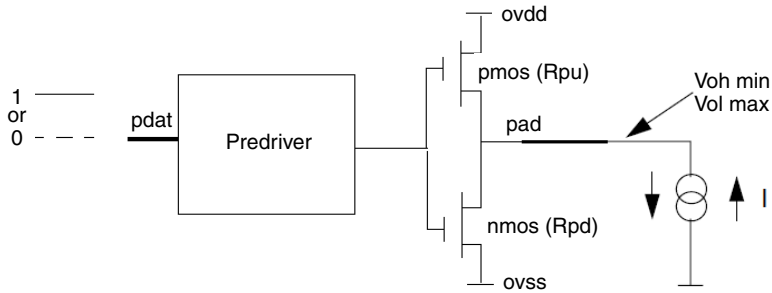 ovdd
pmos (Rpu)
Voh min
Vol max
1
or
0
pdat
Predriver
pad
I
nmos (Rpd)
ovss